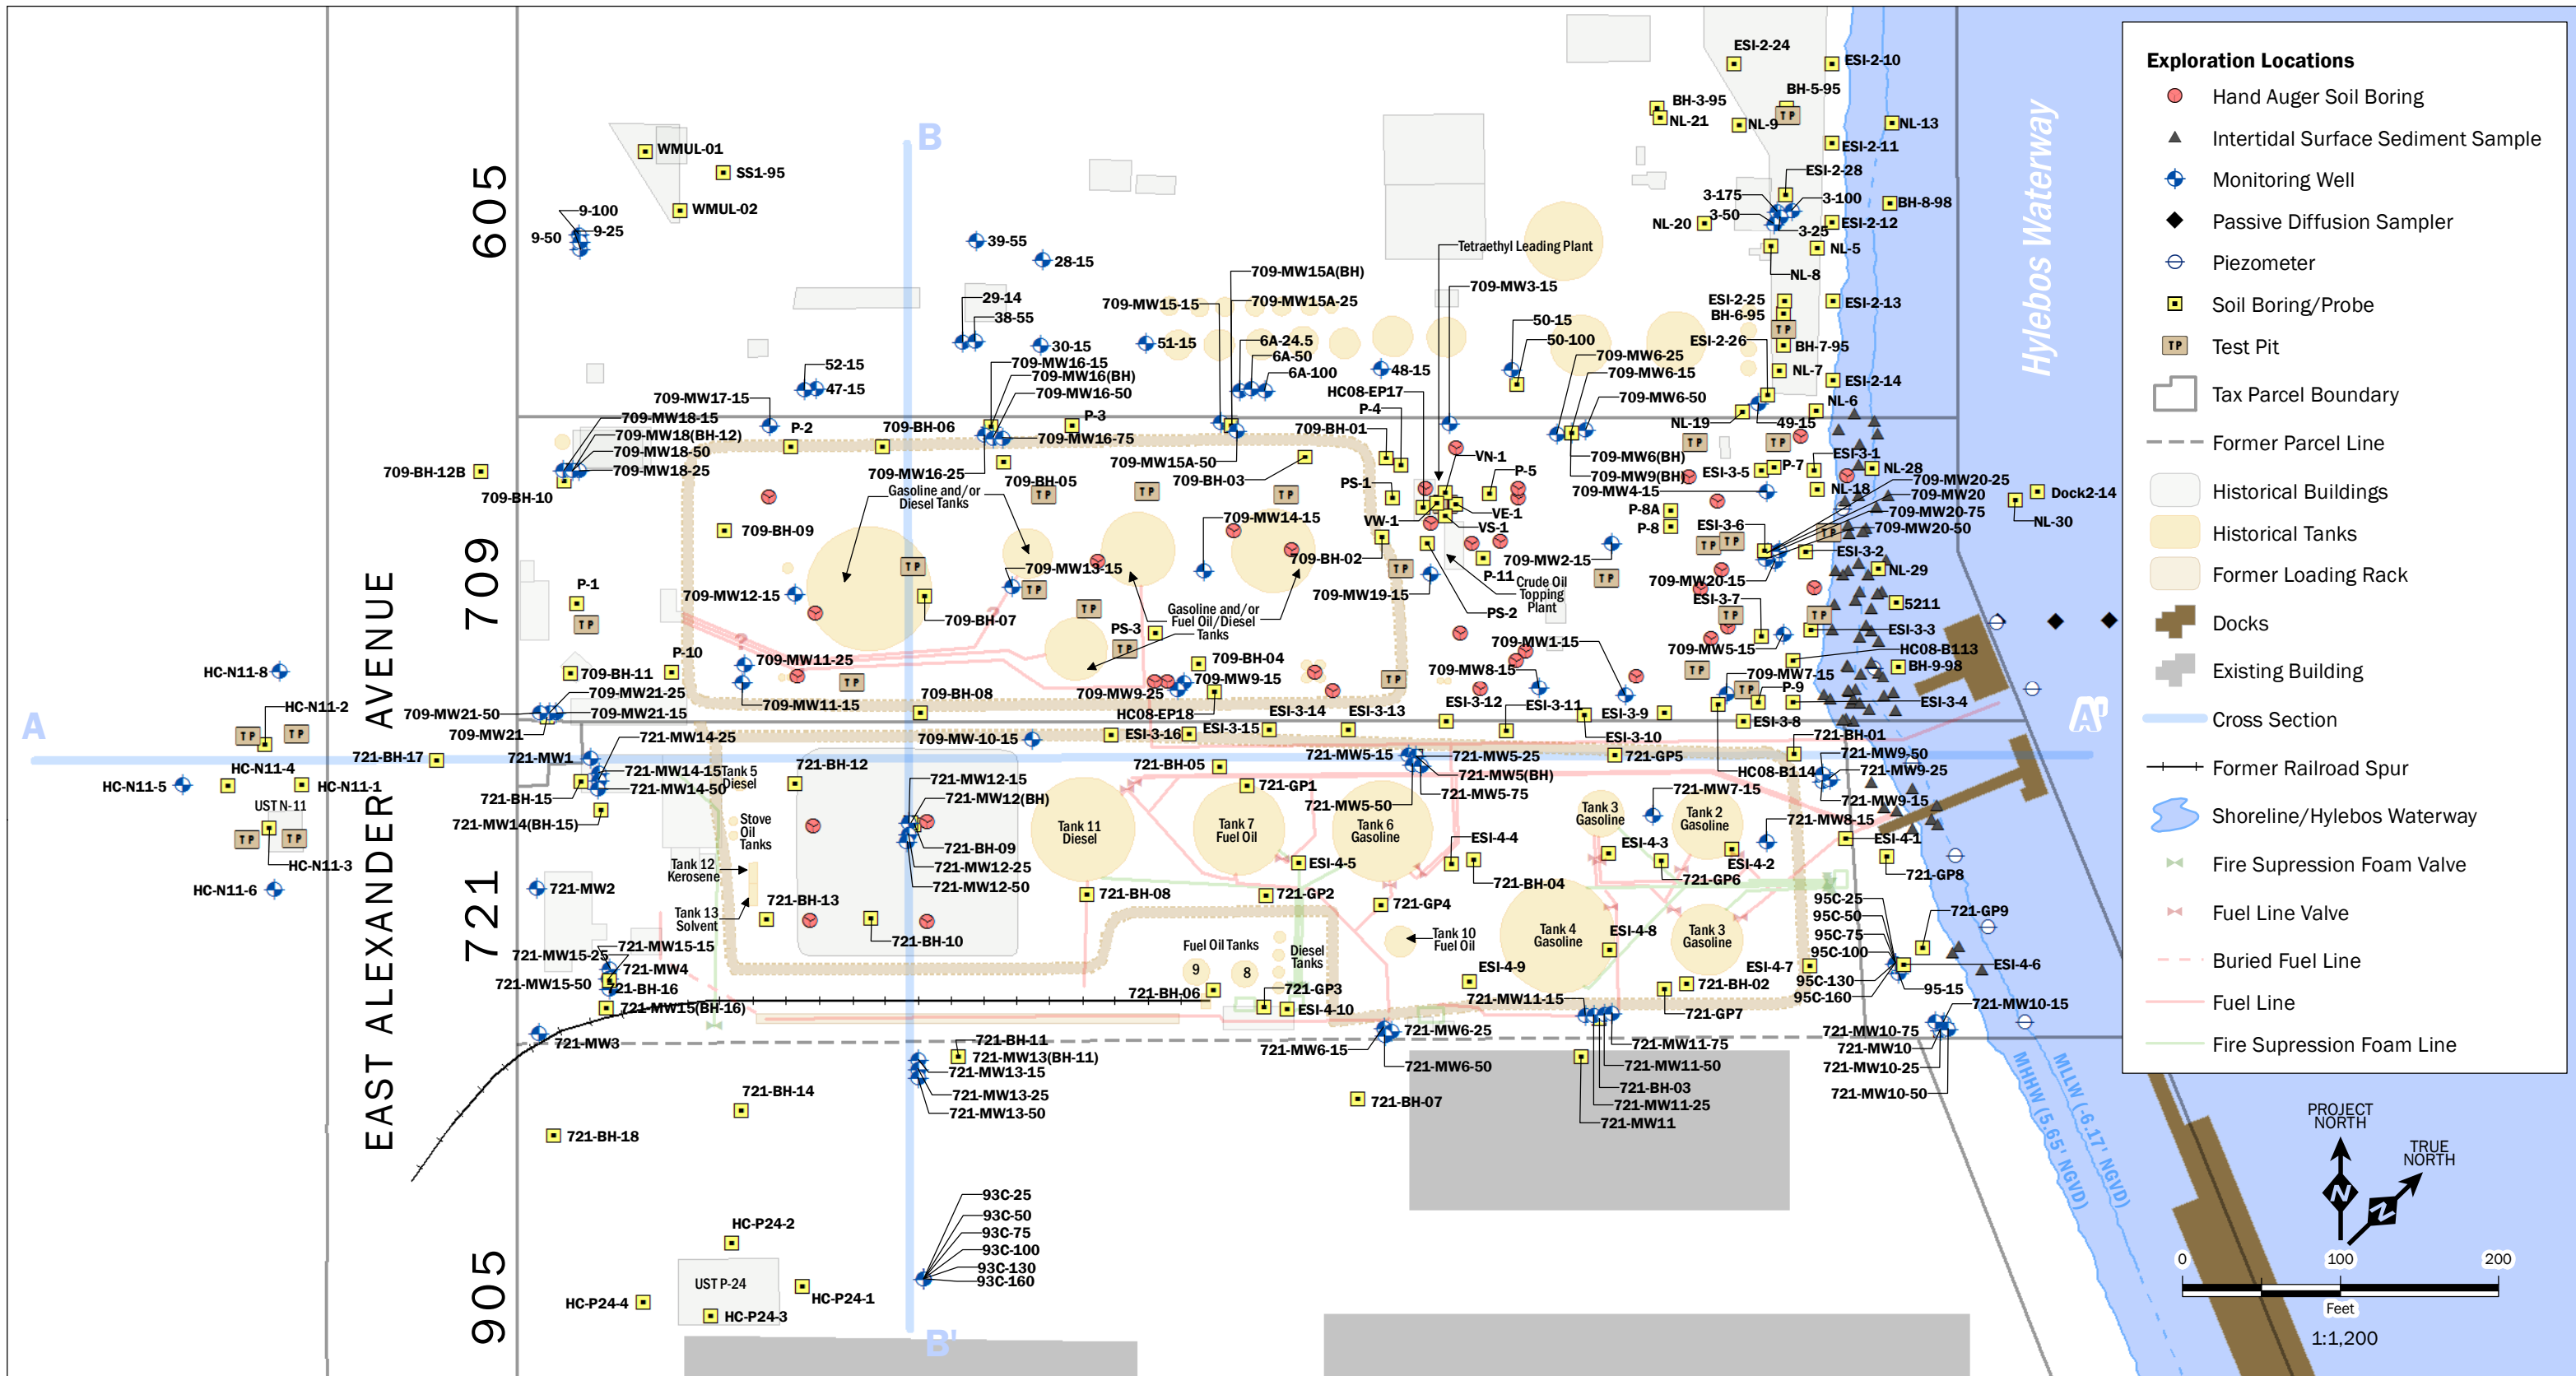 ESI-2-24
ESI-2-10
BH-5-95
BH-3-95
NL-21
NL-9
NL-13
ESI-2-11
ESI-2-28
3-175
3-100
BH-8-98
3-50
NL-20
3-25
ESI-2-12
NL-5
NL-8
WMUL-01
SS1-95
WMUL-02
9-100
9-25
9-50
605
B
39-55
28-15
29-14
38-55
30-15
51-15
52-15
47-15
Tetraethyl Leading Plant
709-MW15A(BH)
709-MW15-15
709-MW15A-25
709-MW3-15
6A-24.5
6A-50
6A-100
50-15
50-100
48-15
ESI-2-25
BH-6-95
ESI-2-13
ESI-2-26
BH-7-95
NL-7
ESI-2-14
NL-6
NL-19
49-15
Hylebos Waterway
709-MW16-15
709-MW16(BH)
709-MW16-50
709-MW16-75
709-MW16-25
709-MW17-15
709-MW18-15
709-MW18(BH-12)
709-MW18-50
709-MW18-25
709-BH-12B
709-BH-10
P-2
709-BH-06
P-3
709-BH-05
709-MW15A-50
709-BH-03
709-BH-01
HC08-EP17
P-4
709-MW6-25
709-MW6-15
709-MW6-50
709-MW6(BH)
709-MW9(BH)
VN-1
P-5
PS-1
VW-1
VE-1
VS-1
709-BH-02
709-MW4-15
ESI-3-5
P-7
ESI-3-1
NL-28
NL-18
709-MW20-25
709-MW20
709-MW20-75
709-MW20-50
Dock2-14
NL-30
P-8A
P-8
ESI-3-6
ESI-3-2
NL-29
709-MW2-15
P-11
Crude Oil
Topping
Plant
PS-2
709-MW20-15
ESI-3-7
5211
709
Gasoline and/or
Diesel Tanks
709-BH-09
P-1
709-MW12-15
709-BH-07
709-MW13-15
709-MW14-15
709-MW19-15
Gasoline and/or
Fuel Oil/Diesel
Tanks
PS-3
?
?
709-MW1-15
709-MW8-15
709-MW5-15
ESI-3-3
HC08-B113
BH-9-98
709-MW7-15
P-9
ESI-3-4
ESI-3-8
HC-N11-8
HC-N11-2
709-BH-11
P-10
709-MW11-25
709-MW11-15
709-BH-08
709-BH-04
709-MW9-15
709-MW9-25
HC08-EP18
709-MW21-25
709-MW21-50
709-MW21-15
709-MW21
ESI-3-16
ESI-3-15
ESI-3-14
ESI-3-13
ESI-3-12
ESI-3-11
ESI-3-10
ESI-3-9
709-MW-10-15
A
A'
EAST ALEXANDER AVENUE
HC-N11-4
HC-N11-1
HC-N11-5
UST N-11
HC-N11-3
HC-N11-6
721-BH-17
721-MW1
721-MW14-25
721-MW14-15
721-MW14-50
721-BH-15
721-MW14(BH-15)
Tank 5
Diesel
721-BH-12
721-MW12-15
721-MW12(BH)
721-BH-09
721-MW12-25
721-MW12-50
Stove
Oil
Tanks
Tank 12
Kerosene
Tank 13
Solvent
721-BH-13
721-BH-10
721-BH-05
721-GP1
721-MW5-15
721-MW5-25
721-MW5(BH)
721-MW5-75
721-MW5-50
721-GP5
HC08-B114
721-BH-01
721-MW9-50
721-MW9-25
721-MW9-15
721-MW7-15
721-MW8-15
Tank 11
Diesel
Tank 7
Fuel Oil
Tank 6
Gasoline
Tank 3
Gasoline
Tank 2
Gasoline
ESI-4-4
ESI-4-3
ESI-4-2
ESI-4-1
721-GP8
ESI-4-5
721-BH-04
721-GP6
721-BH-08
721-GP2
721-GP4
721
721-MW2
721-MW15-15
721-MW15-25
721-MW4
721-MW15-50
721-BH-16
721-MW15(BH-16)
721-MW3
Fuel Oil Tanks
9
8
Diesel
Tanks
Tank 10
Fuel Oil
Tank 4
Gasoline
Tank 3
Gasoline
ESI-4-8
ESI-4-9
ESI-4-7
95C-25
95C-50
95C-75
95C-100
95C-130
95C-160
721-GP9
ESI-4-6
95-15
721-BH-06
721-GP3
ESI-4-10
721-BH-02
721-GP7
721-MW11-15
721-MW11-75
721-MW11-50
721-BH-03
721-MW11-25
721-MW11
721-MW6-25
721-MW6-15
721-MW6-50
721-BH-07
721-MW10-15
721-MW10-75
721-MW10
721-MW10-25
721-MW10-50
721-BH-11
721-MW13(BH-11)
721-MW13-15
721-MW13-25
721-MW13-50
721-BH-14
721-BH-18
MHHW (5.65' NGVD)
MLLW (-6.17' NGVD)
93C-25
93C-50
93C-75
93C-100
93C-130
93C-160
905
HC-P24-2
UST P-24
HC-P24-1
HC-P24-4
HC-P24-3
B'
Exploration Locations
Hand Auger Soil Boring
Intertidal Surface Sediment Sample
Monitoring Well
Passive Diffusion Sampler
Piezometer
Soil Boring/Probe
TP Test Pit
Tax Parcel Boundary
Former Parcel Line
Historical Buildings
Historical Tanks
Former Loading Rack
Docks
Existing Building
Cross Section
Former Railroad Spur
Shoreline/Hylebos Waterway
Fire Supression Foam Valve
Fuel Line Valve
Buried Fuel Line
Fuel Line
Fire Supression Foam Line
PROJECT
NORTH
TRUE
NORTH
N
N
0 100 200
Feet
1:1,200